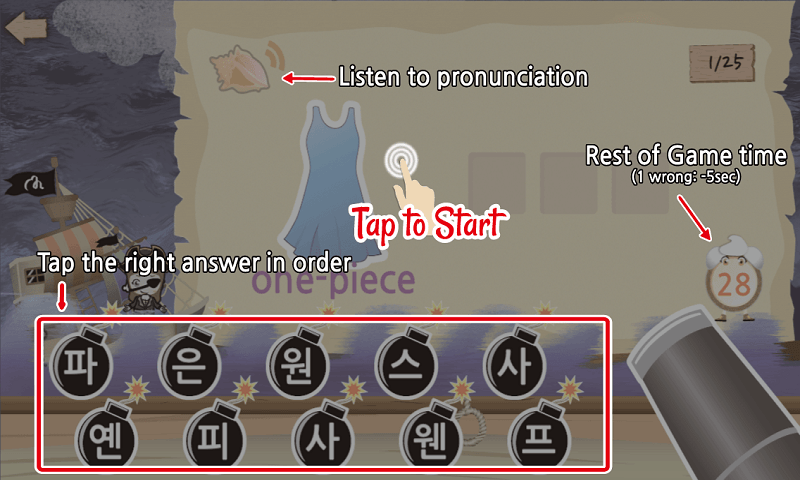 1/25
Listen to pronunciation
Rest of Game time
(1 wrong: -5sec)
Tap to Start
Tap the right answer in order
one-piece
28
파 은 원 스 사
옌 피 사 웬 프